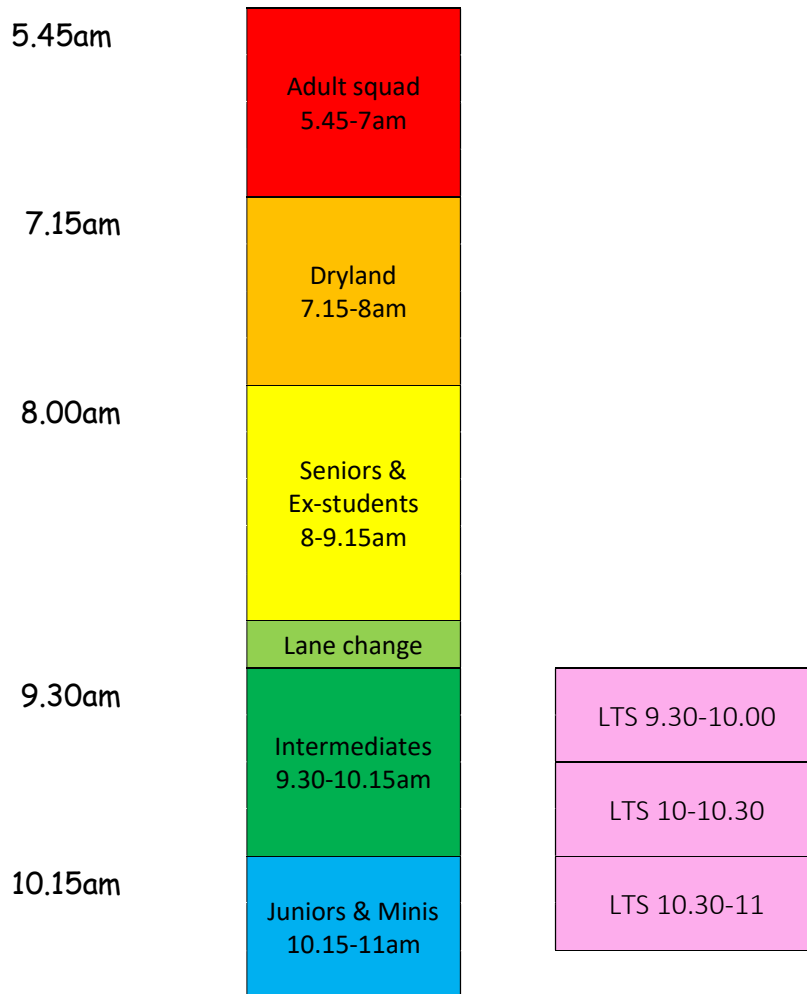 5.45am
Adult squad
5.45-7am
7.15am
Dryland
7.15-8am
8.00am
Seniors &
Ex-students
8-9.15am
Lane change
9.30am
Intermediates
9.30-10.15am
LTS 9.30-10.00
LTS 10-10.30
10.15am
Juniors & Minis
10.15-11am
LTS 10.30-11